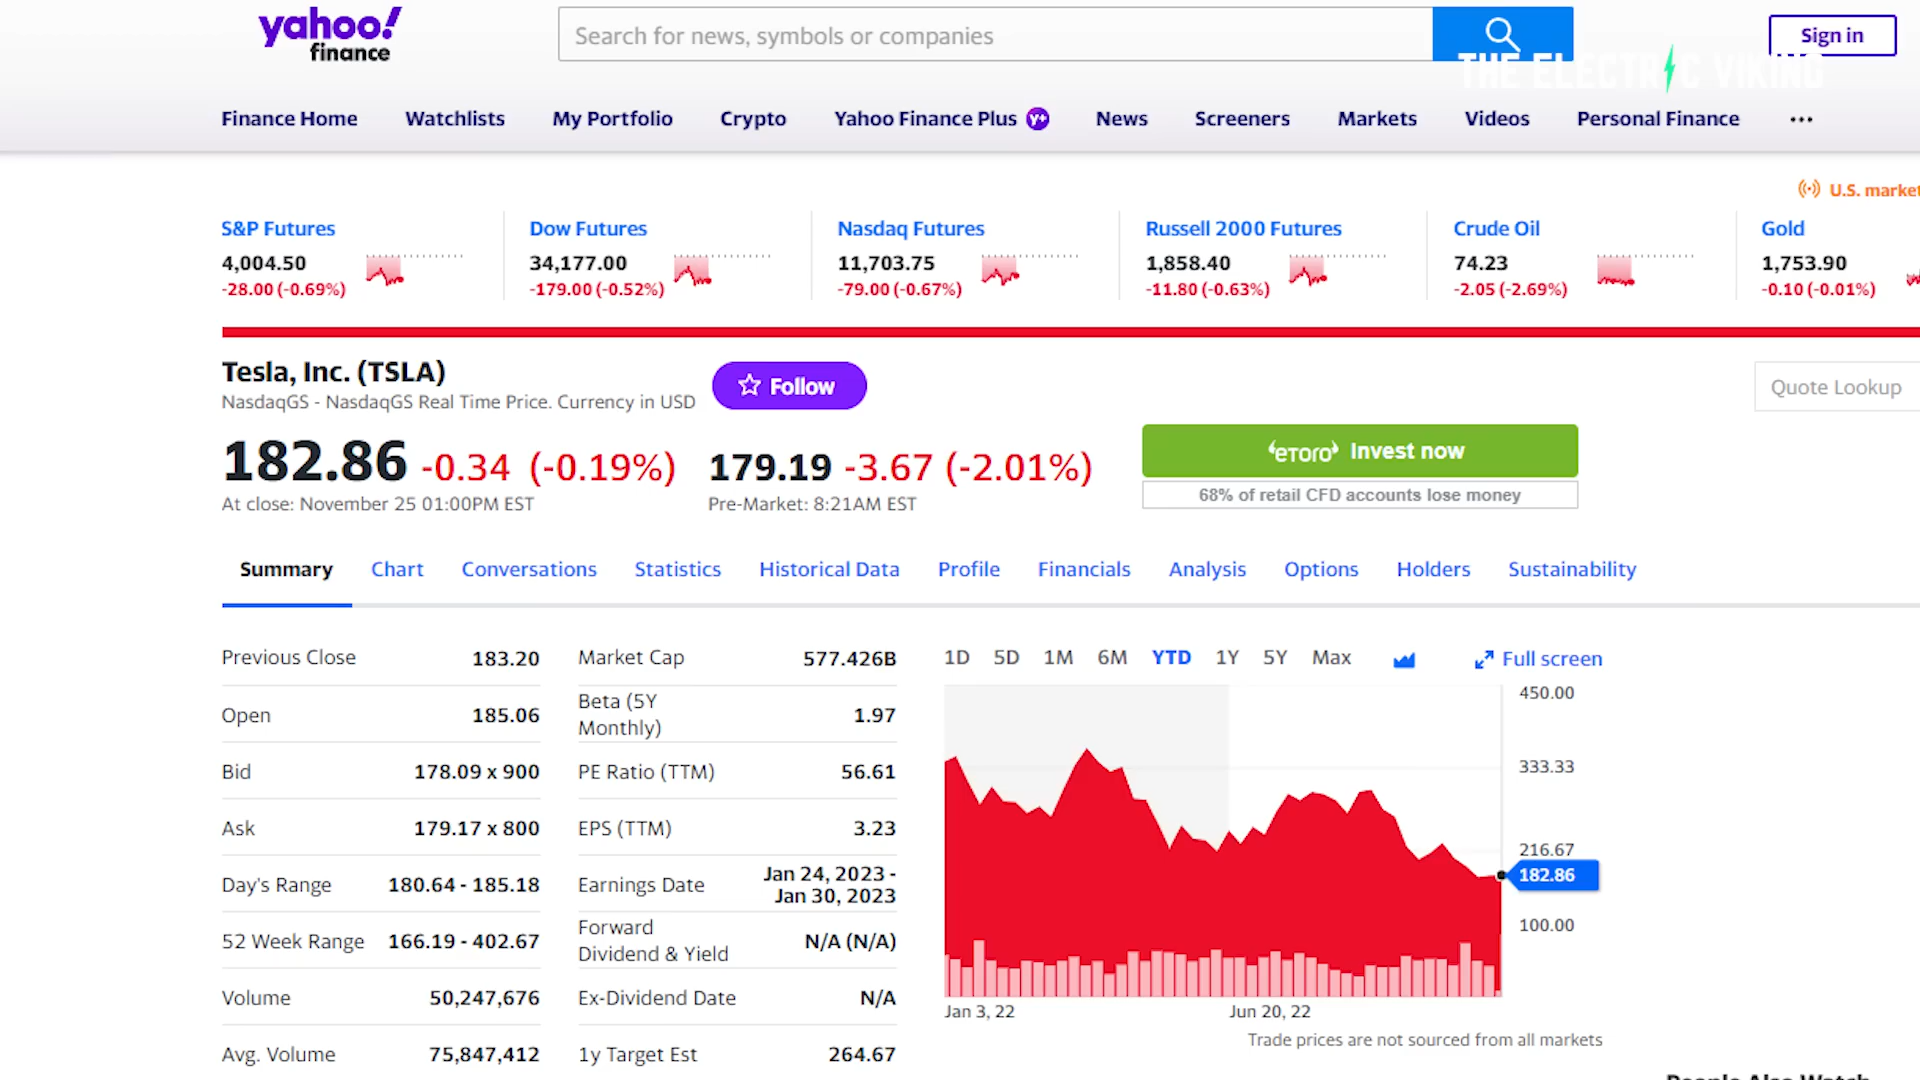 yahoo!
finance
Search for news, symbols or companies
Sign in
THE ELECTRIC VIKING
Finance Home Watchlists My Portfolio Crypto Yahoo Finance Plus Y+ News Screeners Markets Videos Personal Finance ...
U.S. market
S&P Futures Dow Futures Nasdaq Futures Russell 2000 Futures Crude Oil Gold
4,004.50 34,177.00 11,703.75 1,858.40 74.23 1,753.90
-28.00 (-0.69%) -179.00 (-0.52%) -79.00 (-0.67%) -11.80 (-0.63%) -2.05 (-2.69%) -0.10 (-0.01%)
Tesla, Inc. (TSLA)
NasdaqGS - NasdaqGS Real Time Price. Currency in USD
Follow
Quote Lookup
182.86 -0.34 (-0.19%) 179.19 -3.67 (-2.01%)
At close: November 25 01:00PM EST Pre-Market: 8:21AM EST
eToro Invest now
68% of retail CFD accounts lose money
Summary Chart Conversations Statistics Historical Data Profile Financials Analysis Options Holders Sustainability
Previous Close 183.20
Open 185.06
Bid 178.09 x 900
Ask 179.17 x 800
Day's Range 180.64 - 185.18
52 Week Range 166.19 - 402.67
Volume 50,247,676
Avg. Volume 75,847,412
Market Cap 577.426B
Beta (5Y
Monthly) 1.97
PE Ratio (TTM) 56.61
EPS (TTM) 3.23
Earnings Date Jan 24, 2023 -
Jan 30, 2023
Forward
Dividend & Yield N/A (N/A)
Ex-Dividend Date N/A
1y Target Est 264.67
1D 5D 1M 6M YTD 1Y 5Y Max Full screen
450.00
333.33
216.67
182.86
100.00
Jan 3, 22 Jun 20, 22
Trade prices are not sourced from all markets
People Also Watch